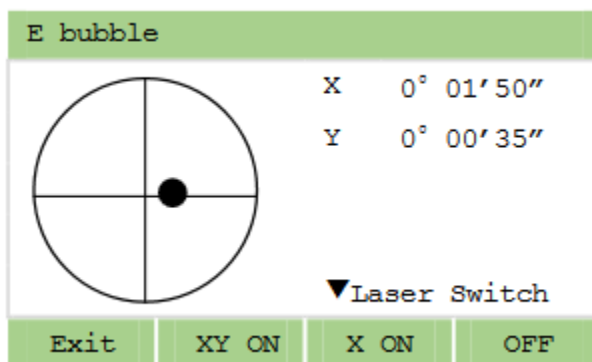 E bubble
X 0° 01′50″
Y 0° 00′35″
▼Laser Switch
Exit XY ON X ON OFF